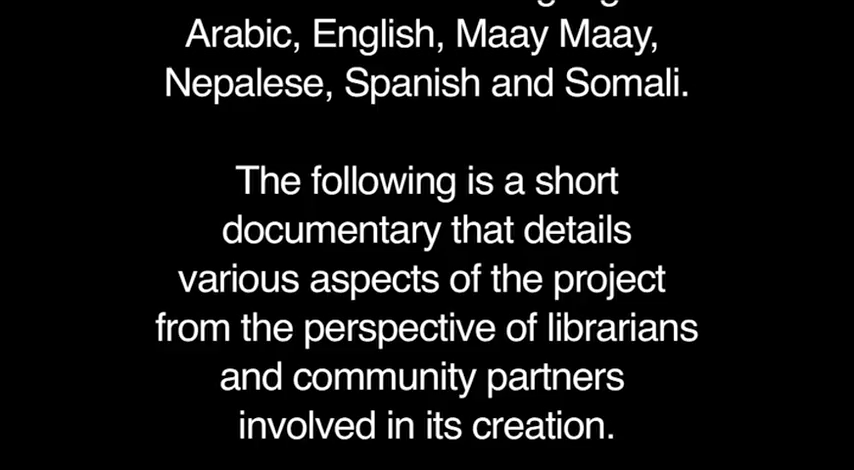 Arabic, English, Maay Maay,
Nepalese, Spanish and Somali.
The following is a short
documentary that details
various aspects of the project
from the perspective of librarians
and community partners
involved in its creation.